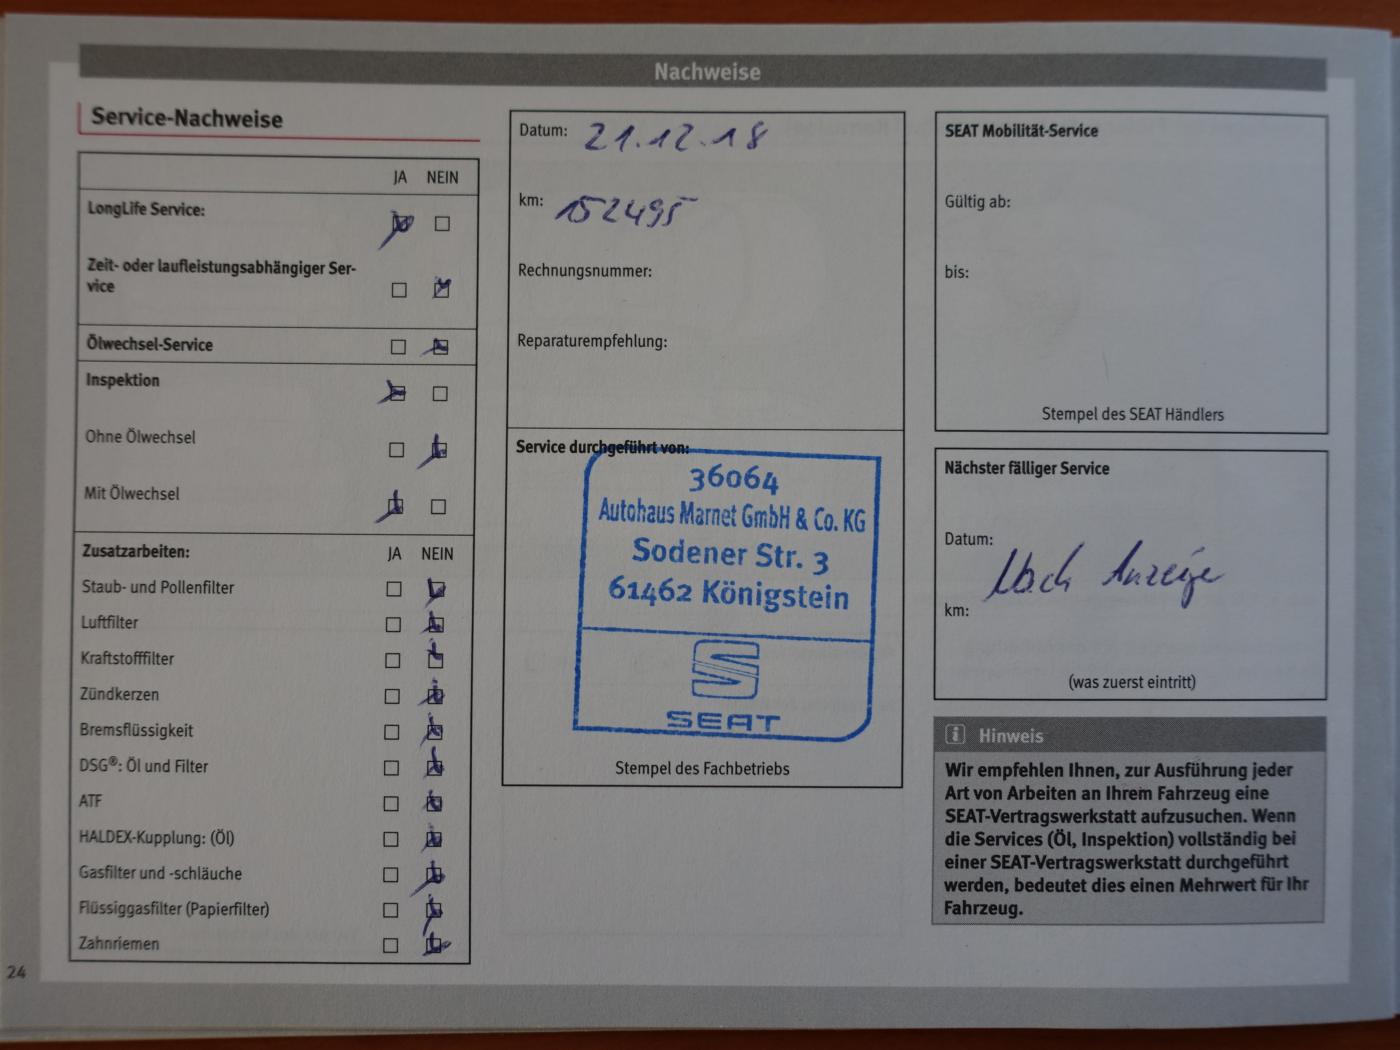 Nachweise
Service-Nachweise
JA NEIN
LongLife Service:
Zeit- oder laufleistungsabhängiger Ser-
vice
Ölwechsel-Service
Inspektion
Ohne Ölwechsel
Mit Ölwechsel
Zusatzarbeiten: JA NEIN
Staub- und Pollenfilter
Luftfilter
Kraftstofffilter
Zündkerzen
Bremsflüssigkeit
DSG®: Öl und Filter
ATF
HALDEX-Kupplung: (Öl)
Gasfilter und -schläuche
Flüssiggasfilter (Papierfilter)
Zahnriemen
24
Datum: 21.12.18
km: 152495
Rechnungsnummer:
Reparaturempfehlung:
Service durchgeführt von:
36064
Autohaus Marnet GmbH & Co. KG
Sodener Str. 3
61462 Königstein
SEAT
Stempel des Fachbetriebs
SEAT Mobilität-Service
Gültig ab:
bis:
Stempel des SEAT Händlers
Nächster fälliger Service
Datum:
Nach Anzeige
km:
(was zuerst eintritt)
i Hinweis
Wir empfehlen Ihnen, zur Ausführung jeder
Art von Arbeiten an Ihrem Fahrzeug eine
SEAT-Vertragswerkstatt aufzusuchen. Wenn
die Services (Öl, Inspektion) vollständig bei
einer SEAT-Vertragswerkstatt durchgeführt
werden, bedeutet dies einen Mehrwert für Ihr
Fahrzeug.